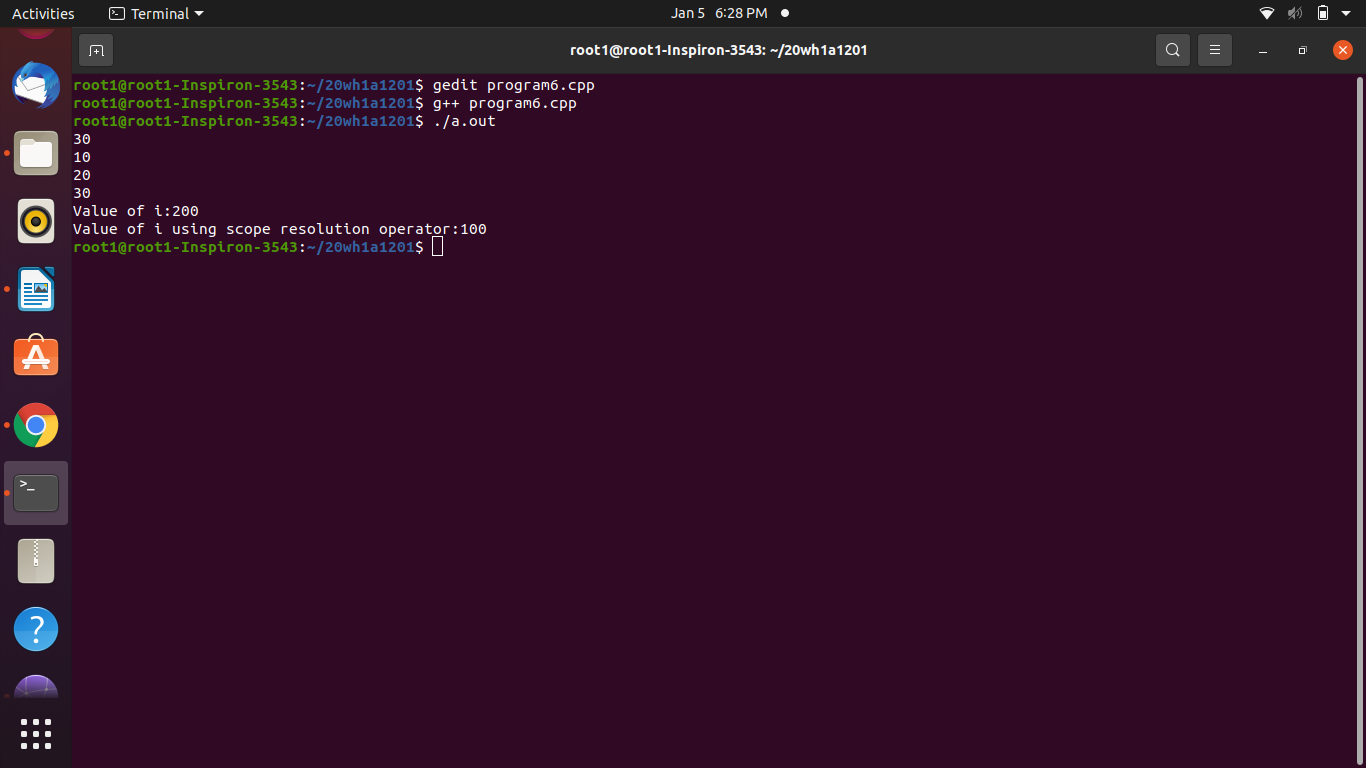 Activities
Terminal
Jan 5 6:28 PM
root1@root1-Inspiron-3543: ~/20wh1a1201
root1@root1-Inspiron-3543:~/20wh1a1201$ gedit program6.cpp
root1@root1-Inspiron-3543:~/20wh1a1201$ g++ program6.cpp
root1@root1-Inspiron-3543:~/20wh1a1201$ ./a.out
30
10
20
30
Value of i:200
Value of i using scope resolution operator:100
root1@root1-Inspiron-3543:~/20wh1a1201$